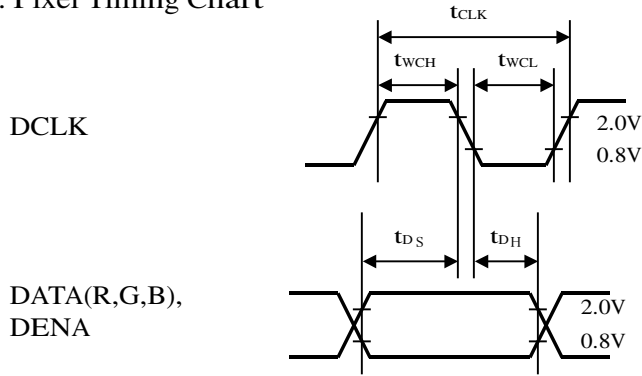 . Pixel Timing Chart
tCLK
tWCH tWCL
DCLK
2.0V
0.8V
tDS tDH
DATA(R,G,B),
DENA
2.0V
0.8V